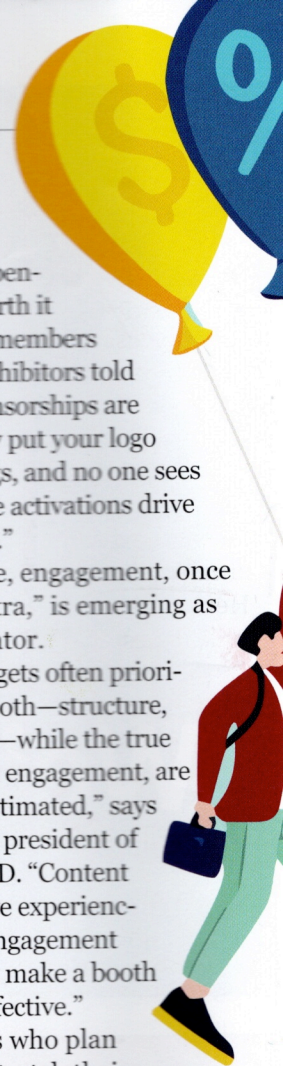 $
%
pen-
rth it
members
hibitors told
nsorships are
put your logo
s, and no one sees
e activations drive
.”
e, engagement, once
tra,” is emerging as
ntor.
gets often priori-
oth—structure,
—while the true
engagement, are
timated,” says
president of
D. “Content
e experienc-
ngagement
make a booth
fective.”
s who plan